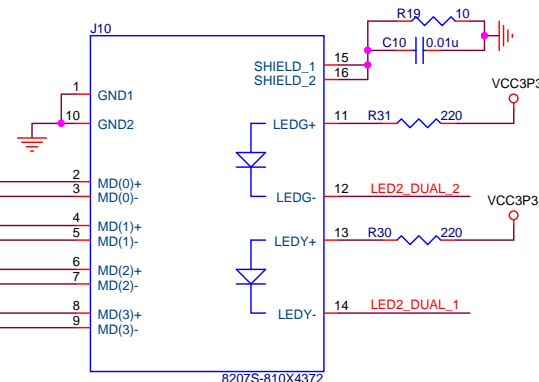 J10
R19 10
C10 0.01u
SHIELD_1 15
SHIELD_2 16
VCC3P3
1 GND1
10 GND2
LEDG+ 11 R31 220
2 MD(0)+
3 MD(0)-
LEDG- 12 LED2_DUAL_2
VCC3P3
4 MD(1)+
5 MD(1)-
LEDY+ 13 R30 220
6 MD(2)+
7 MD(2)-
8 MD(3)+
9 MD(3)-
LEDY- 14 LED2_DUAL_1
8207S-810X4372